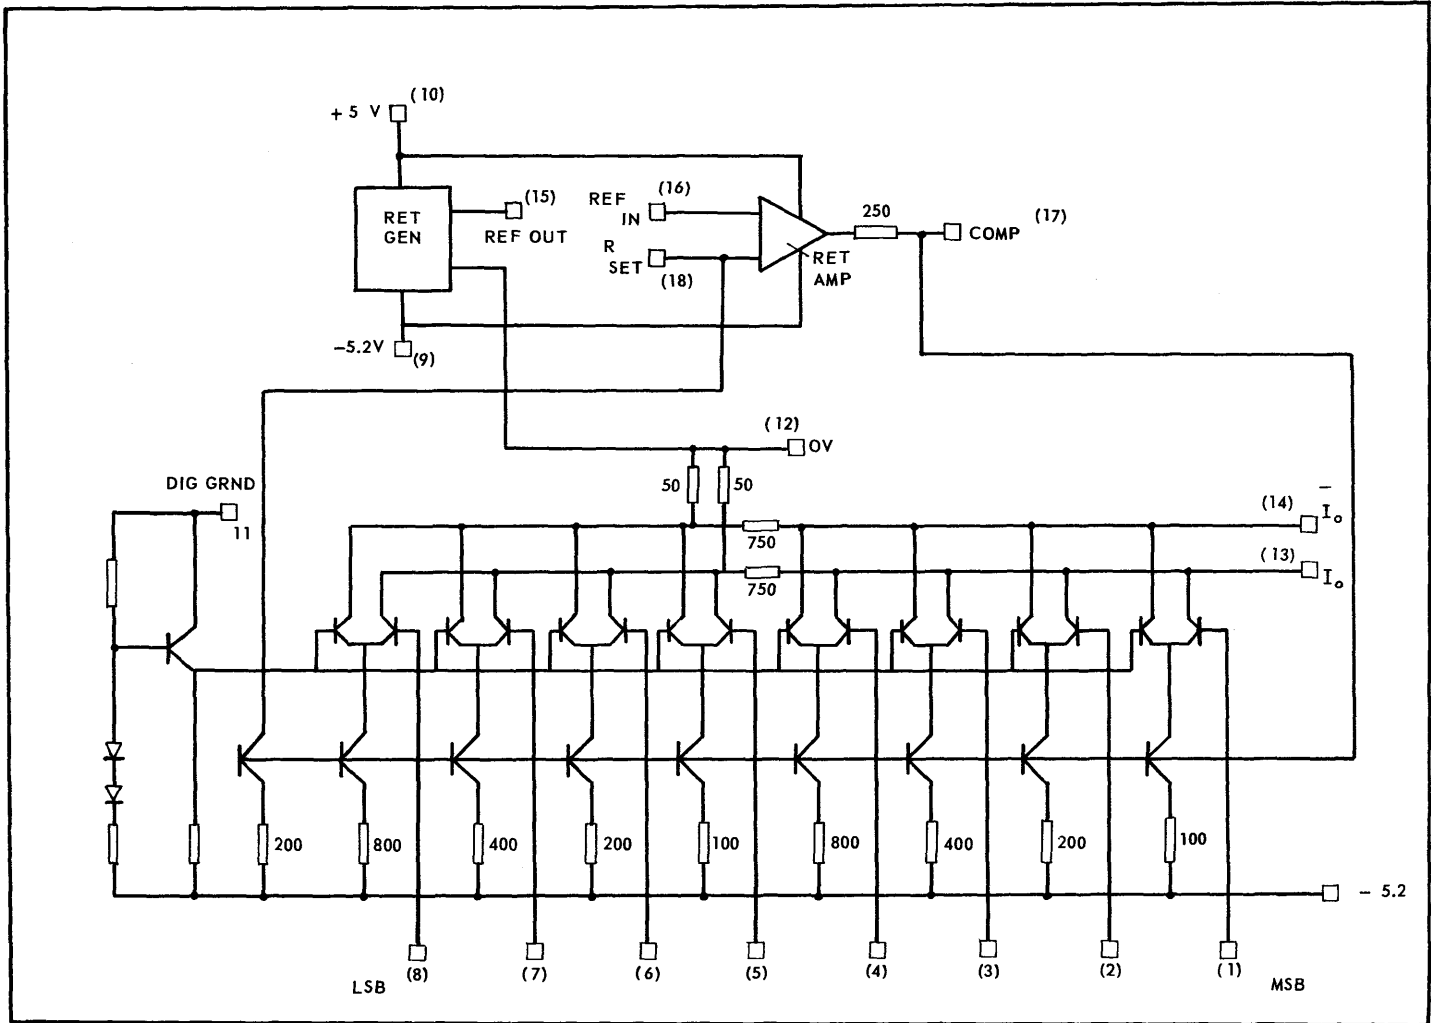 (10)
+ 5 V
RET
GEN
(15)
REF OUT
REF
IN
(16)
R
SET
(18)
RET
AMP
250
COMP
(17)
-5.2V
(9)
(12)
0V
50
50
DIG GRND
11
(14)
I̅o
750
(13)
Io
750
200
800
400
200
100
800
400
200
100
- 5.2
(8)
(7)
(6)
(5)
(4)
(3)
(2)
(1)
LSB
MSB